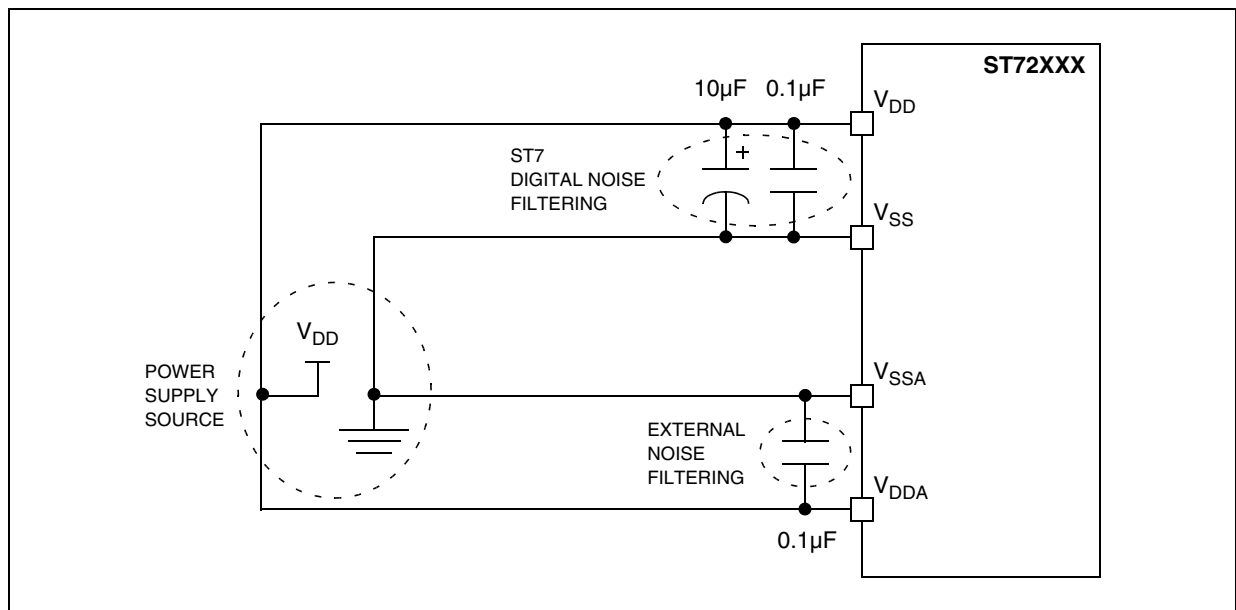 ST72XXX
10µF 0.1µF
VDD
ST7
DIGITAL NOISE
FILTERING
+
VSS
VDD
POWER
SUPPLY
SOURCE
VSSA
EXTERNAL
NOISE
FILTERING
VDDA
0.1µF